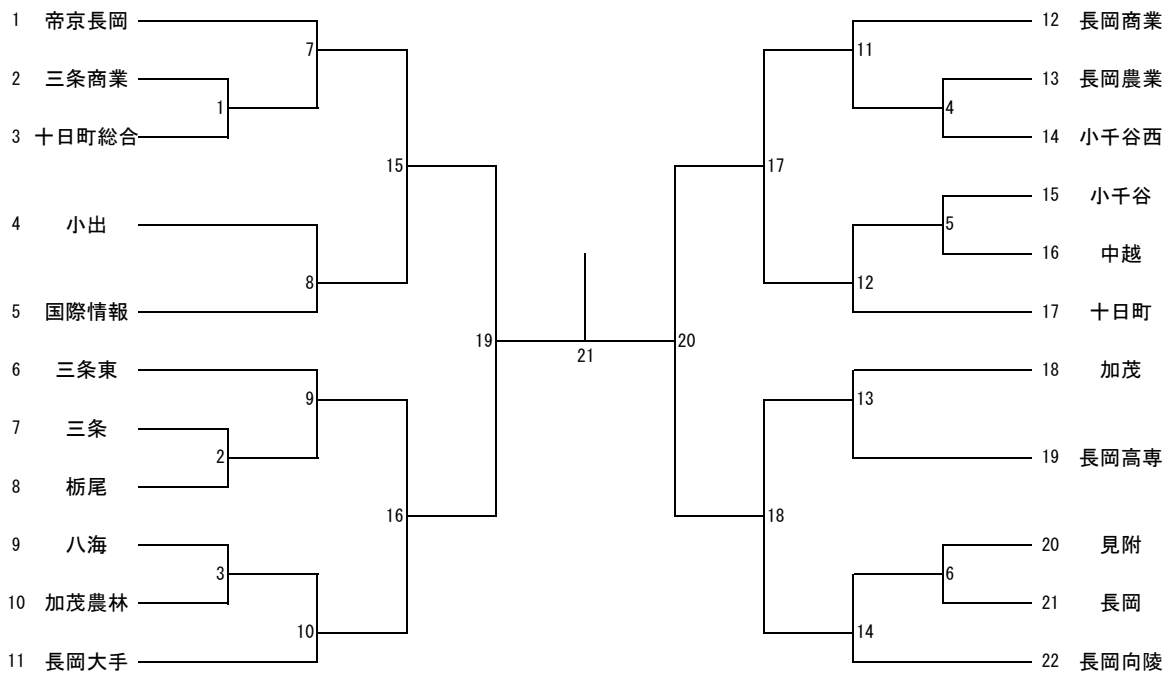 1 帝京長岡
7
2 三条商業
1
3 十日町総合
15
4 小出
8
5 国際情報
19
6 三条東
9
7 三条
2
8 栃尾
16
9 八海
3
10 加茂農林
10
11 長岡大手
21
12 長岡商業
11
13 長岡農業
4
14 小千谷西
17
15 小千谷
5
16 中越
12
17 十日町
20
18 加茂
13
19 長岡高専
18
20 見附
6
21 長岡
14
22 長岡向陵